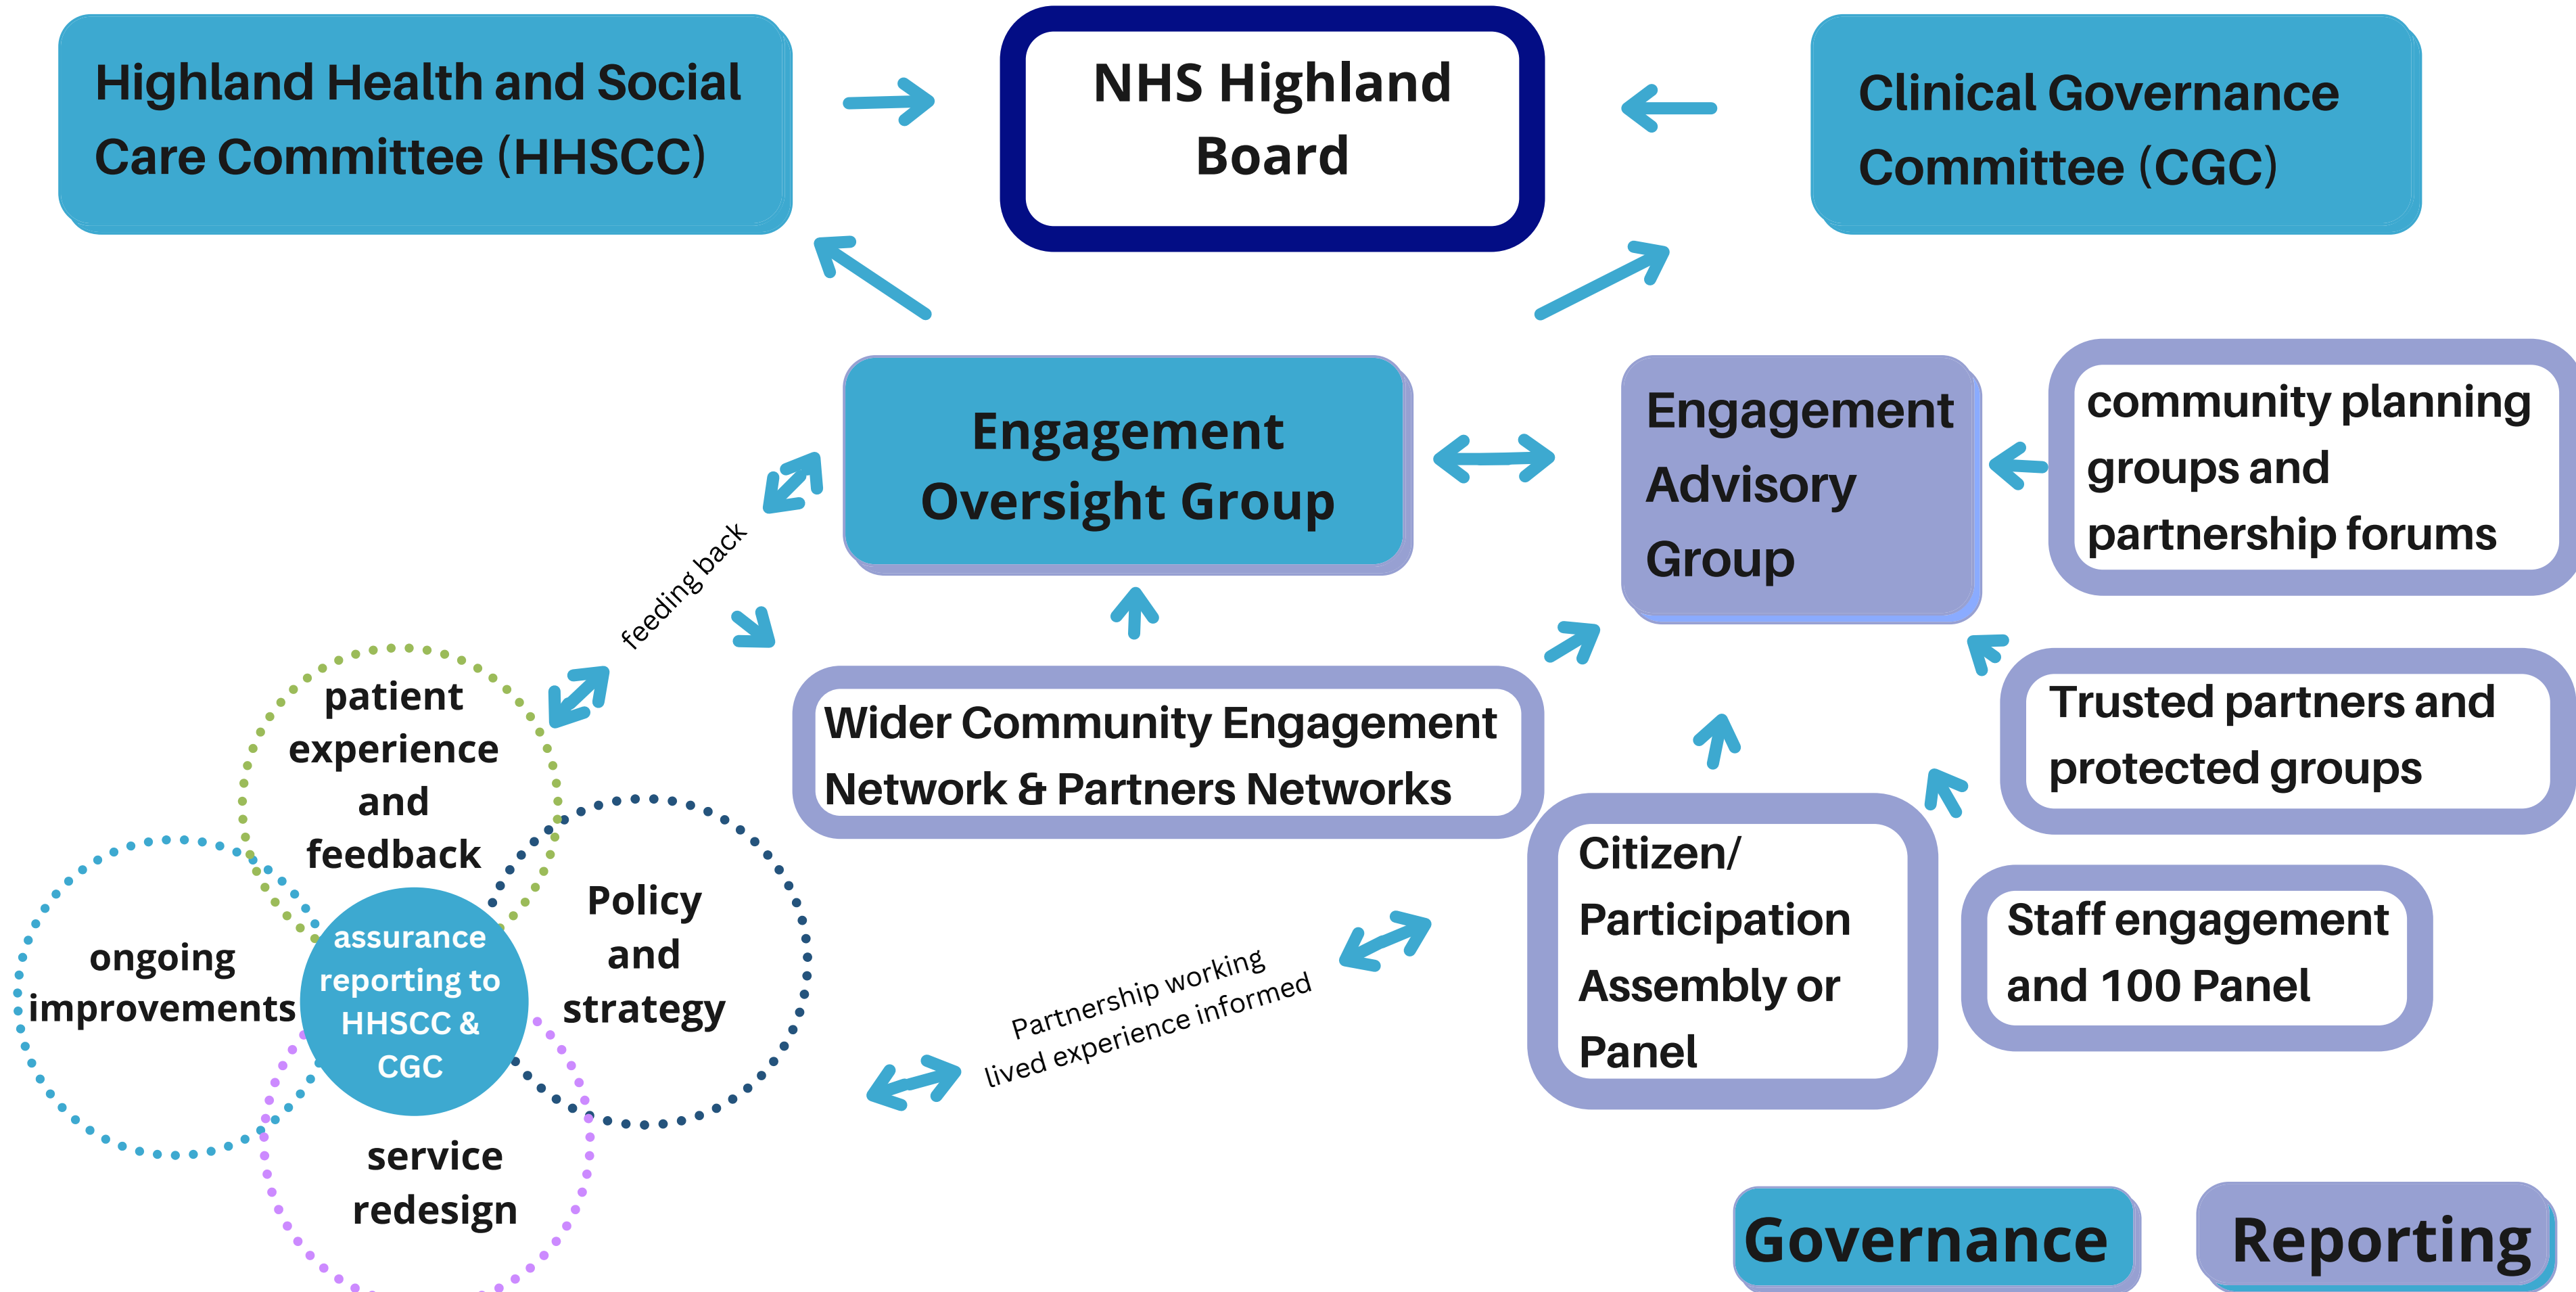 Highland Health and Social
Care Committee (HHSCC)
NHS Highland
Board
Clinical Governance
Committee (CGC)
Engagement
Oversight Group
Engagement
Advisory
Group
community planning
groups and
partnership forums
feeding back
Wider Community Engagement
Network & Partners Networks
Trusted partners and
protected groups
Citizen/
Participation
Assembly or
Panel
Staff engagement
and 100 Panel
patient
experience
and
feedback
Policy
and
strategy
ongoing
improvements
assurance
reporting to
HHSCC &
CGC
service
redesign
Partnership working
lived experience informed
Governance
Reporting